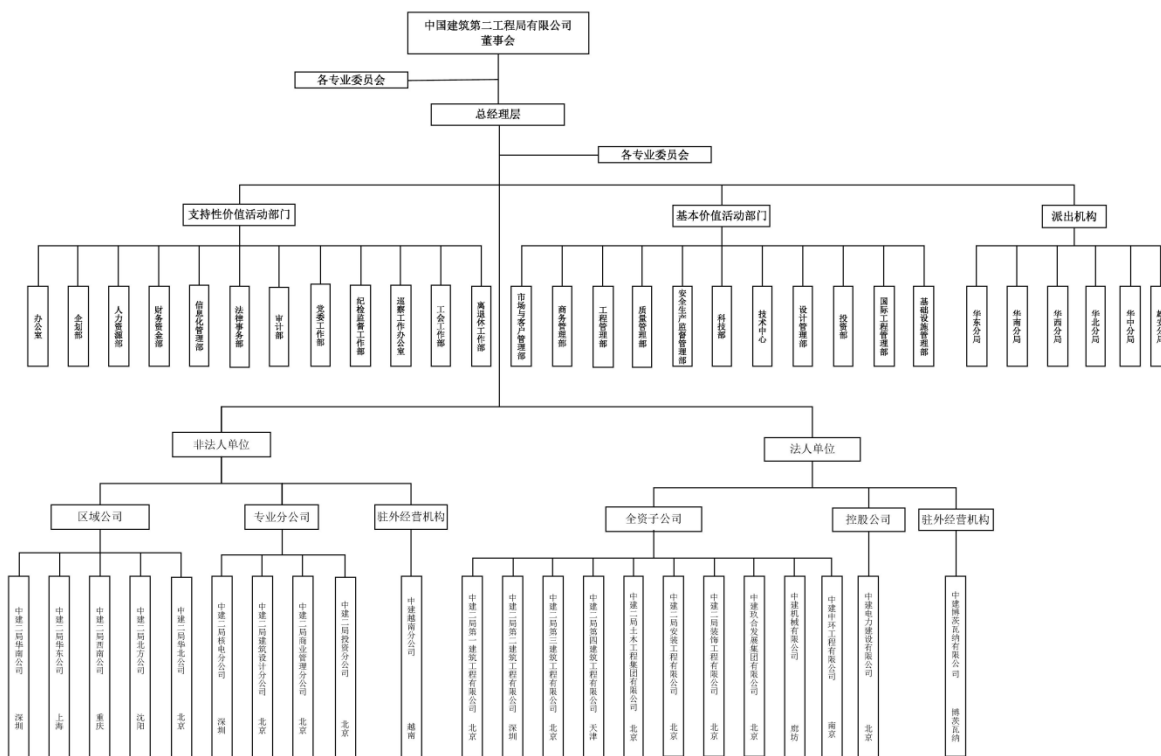 中国建筑第二工程局有限公司
董事会
各专业委员会
总经理层
各专业委员会
支持性价值活动部门
基本价值活动部门
派出机构
办公室
企划部
人力资源部
财务资金部
信息化管理部
法律事务部
审计部
党委工作部
纪检监督工作部
巡察工作办公室
工会工作部
离退休工作部
市场与客户管理部
商务管理部
工程管理部
质量管理部
安全生产监督管理部
科技部
技术中心
设计管理部
投资部
国际工程管理部
基础设施管理部
华东分局
华南分局
华西分局
华北分局
华中分局
雄安分局
非法人单位
法人单位
区域公司
专业分公司
驻外经营机构
全资子公司
控股公司
驻外经营机构
中建二局华南公司 深圳
中建二局华东公司 上海
中建二局西南公司 重庆
中建二局北方公司 沈阳
中建二局华北公司 北京
中建二局核电分公司 深圳
中建二局建筑设计分公司 北京
中建二局商业管理分公司 北京
中建二局投资分公司 北京
中建越南分公司 越南
中建二局第一建筑工程有限公司 北京
中建二局第二建筑工程有限公司 深圳
中建二局第三建筑工程有限公司 北京
中建二局第四建筑工程有限公司 天津
中建二局土木工程集团有限公司 北京
中建二局安装工程有限公司 北京
中建二局装饰工程有限公司 北京
中建玖合发展集团有限公司 北京
中建机械有限公司 廊坊
中建中环工程有限公司 南京
中建电力建设有限公司 北京
中建博茨瓦纳有限公司 博茨瓦纳